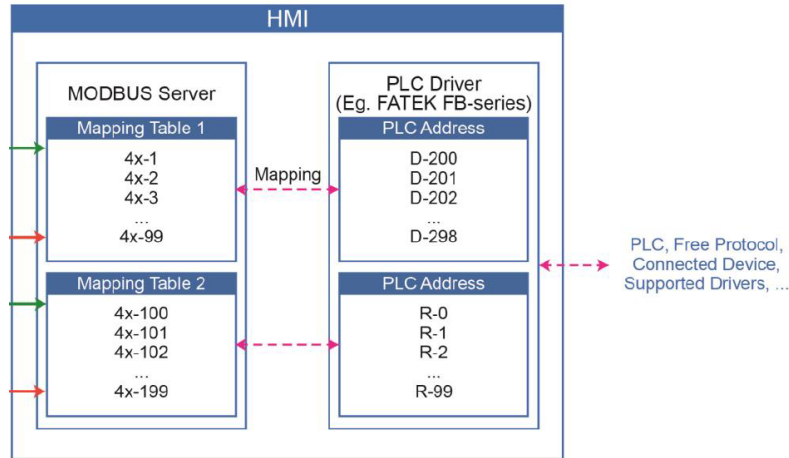 HMI
MODBUS Server
Mapping Table 1
4x-1
4x-2
4x-3
...
4x-99
Mapping Table 2
4x-100
4x-101
4x-102
...
4x-199
Mapping
PLC Driver
(Eg. FATEK FB-series)
PLC Address
D-200
D-201
D-202
...
D-298
PLC Address
R-0
R-1
R-2
...
R-99
PLC, Free Protocol,
Connected Device,
Supported Drivers, ...